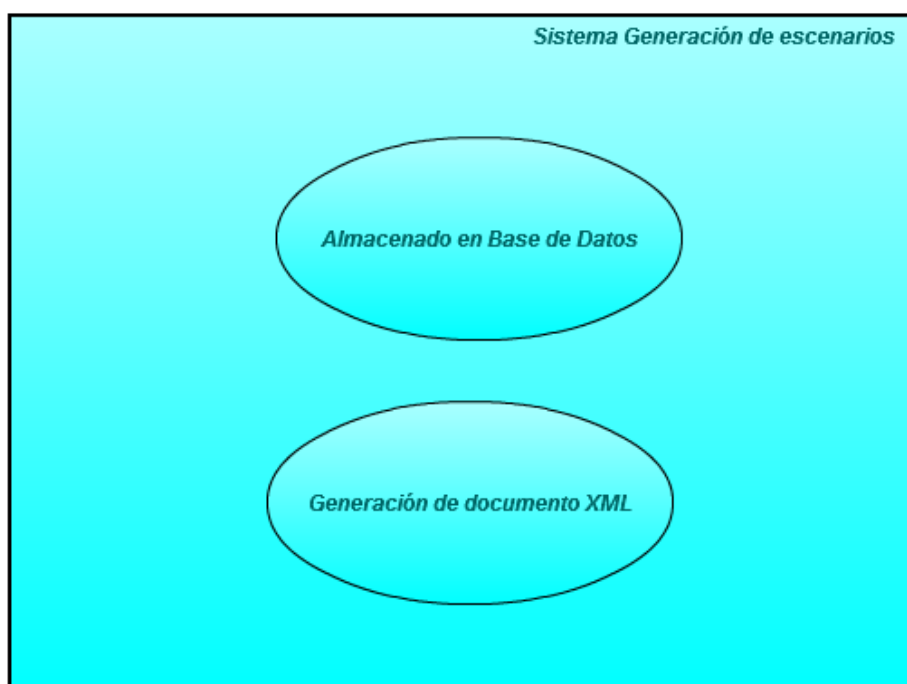 Sistema Generación de escenarios
Almacenado en Base de Datos
Generación de documento XML